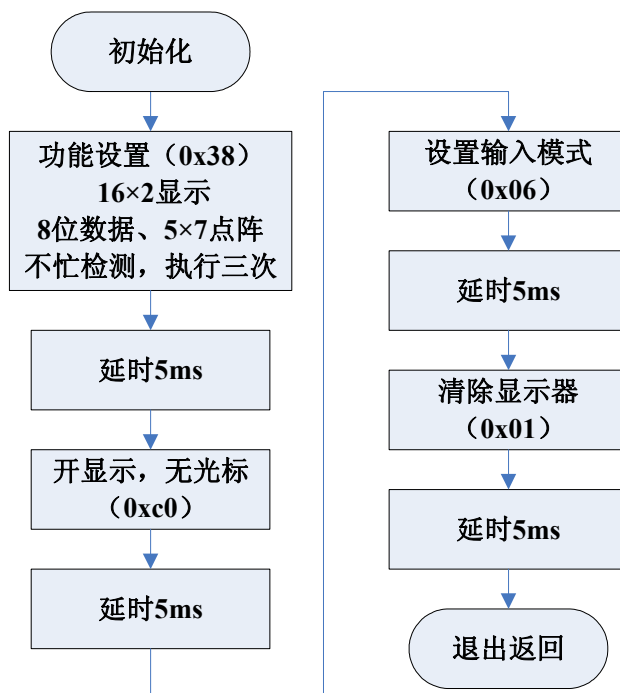 初始化
功能设置（0x38）
16×2显示
8位数据、5×7点阵
不忙检测，执行三次
延时5ms
开显示，无光标
（0xc0）
延时5ms
设置输入模式
（0x06）
延时5ms
清除显示器
（0x01）
延时5ms
退出返回